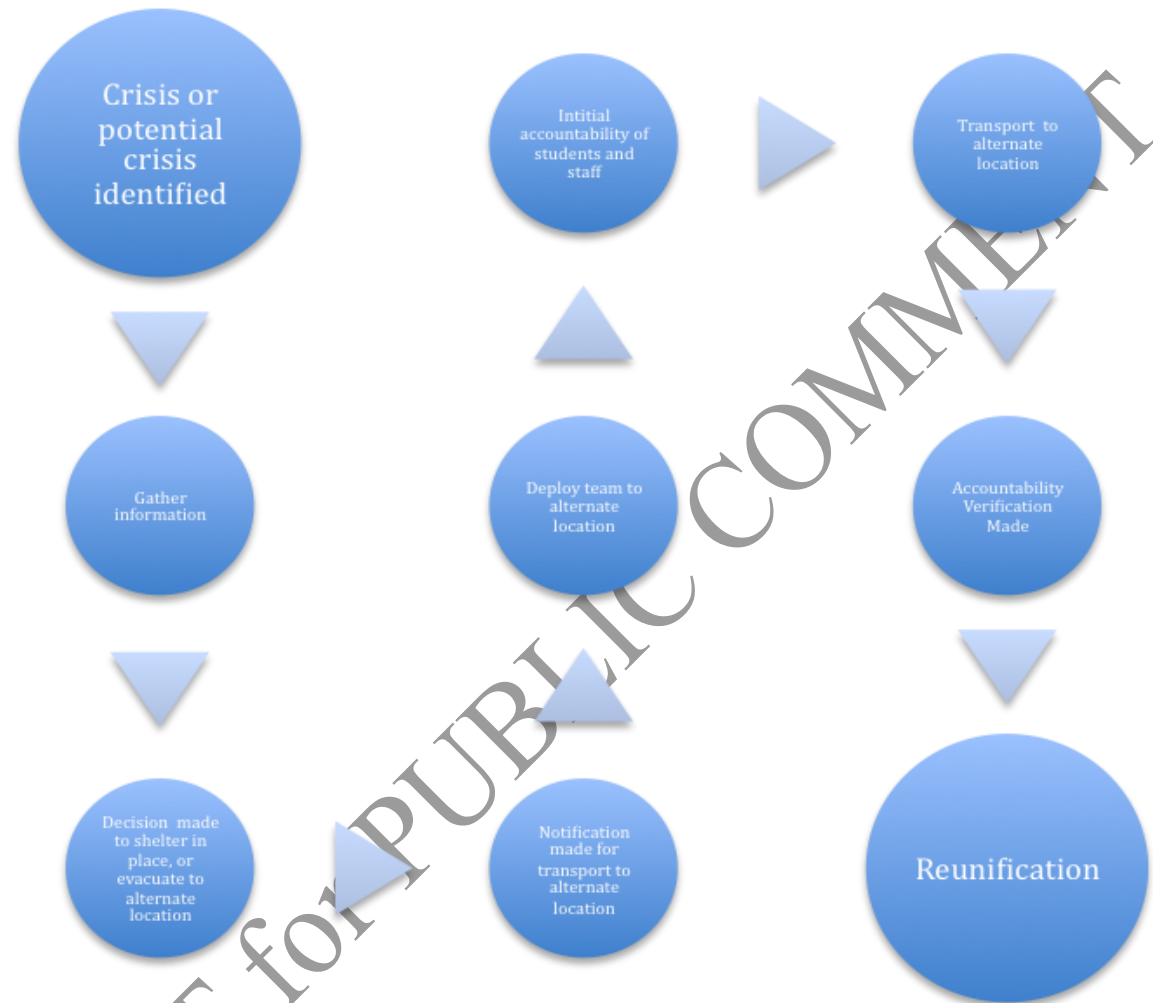 Crisis or
potential
crisis
identified
Gather
information
Decision made
to shelter in
place, or
evacuate to
alternate
location
Notification
made for
transport to
alternate
location
Deploy team to
alternate
location
Intitial
accountability of
students and
staff
Transport to
alternate
location
Accountability
Verification
Made
Reunification
for PUBLIC COMMENT